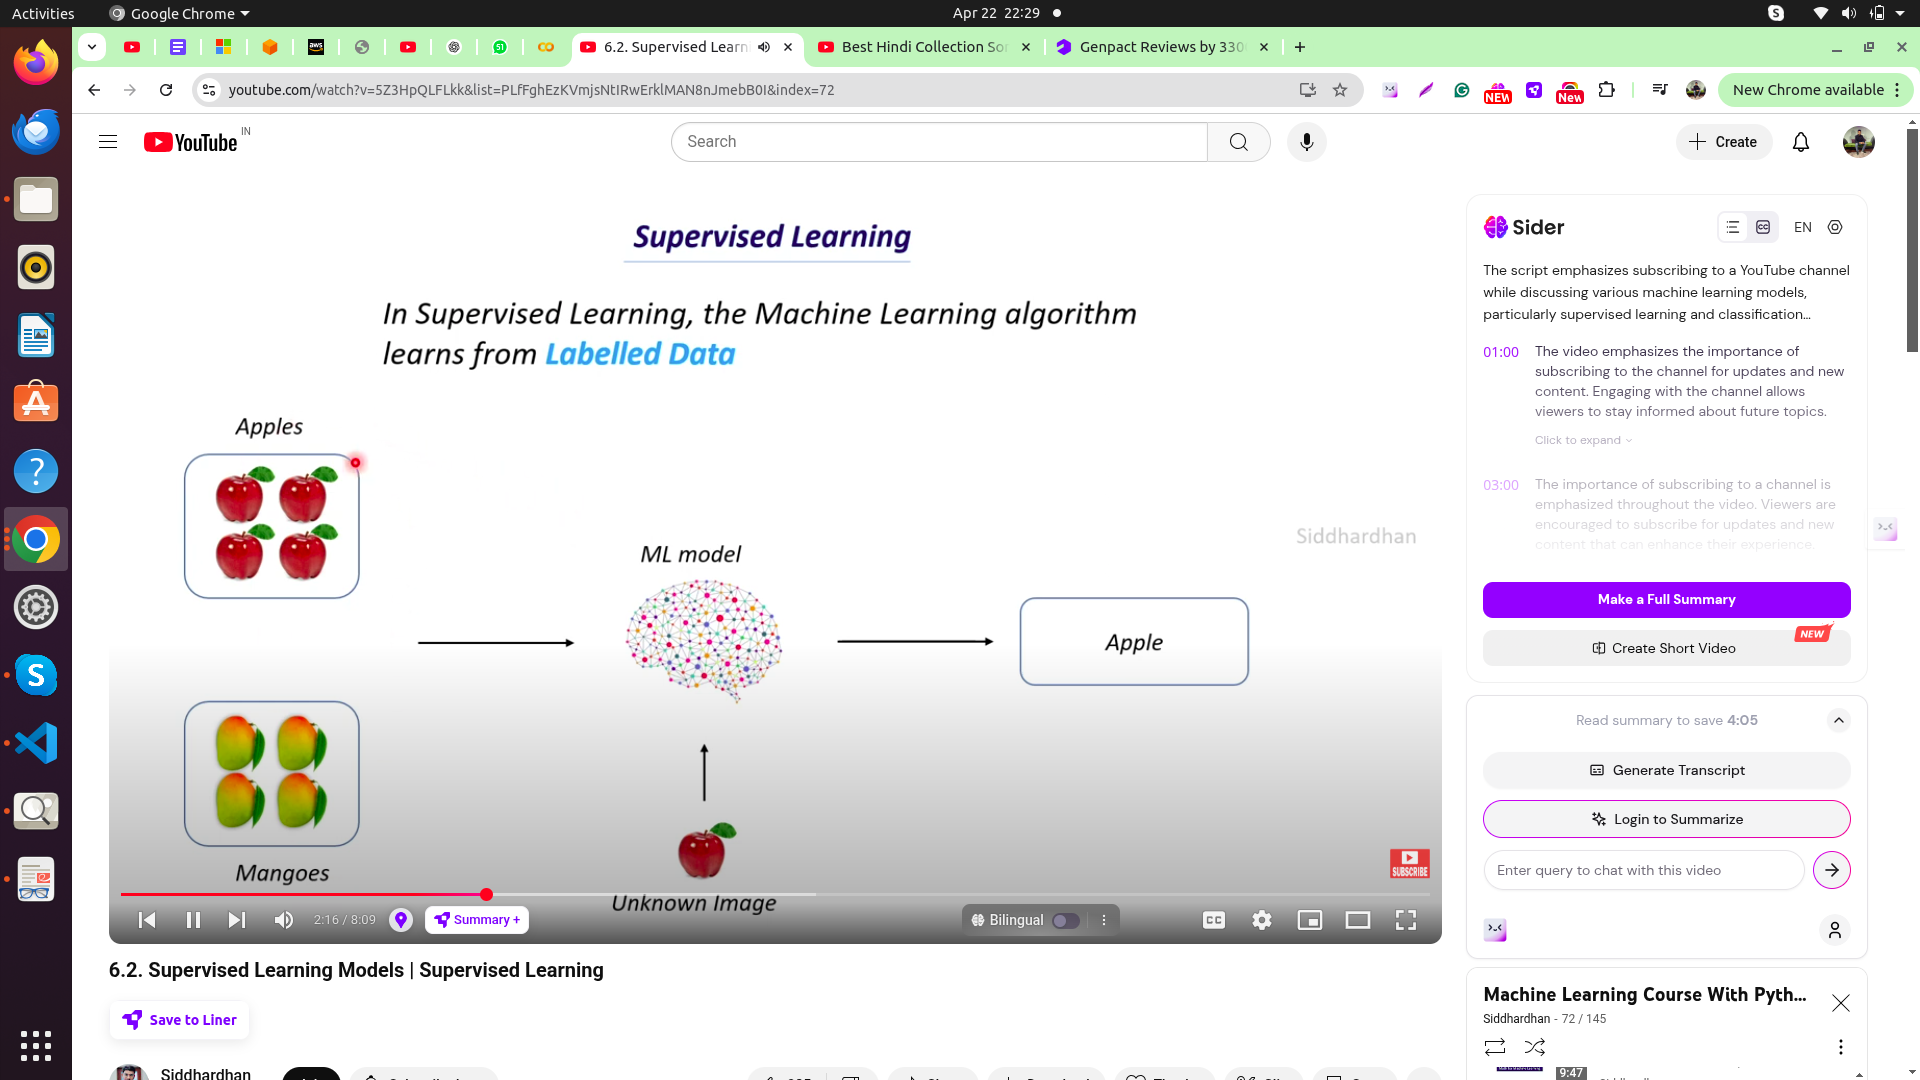 Activities
Google Chrome
Apr 22 22:29
6.2. Supervised Learn
Best Hindi Collection So
Genpact Reviews by 330
youtube.com/watch?v=5Z3HpQLFLkk&list=PLfFghEzKVmjsNtIRwErklMAN8nJmebB0I&index=72
NEW
New
New Chrome available
YouTube
IN
Search
Create
Supervised Learning
In Supervised Learning, the Machine Learning algorithm
learns from Labelled Data
Apples
ML model
Siddhardhan
Apple
Mangoes
Unknown Image
SUBSCRIBE
2:16 / 8:09
Summary +
Bilingual
CC
6.2. Supervised Learning Models | Supervised Learning
Save to Liner
Siddhardhan
Sider
EN
The script emphasizes subscribing to a YouTube channel
while discussing various machine learning models,
particularly supervised learning and classification...
01:00
The video emphasizes the importance of
subscribing to the channel for updates and new
content. Engaging with the channel allows
viewers to stay informed about future topics.
Click to expand
03:00
The importance of subscribing to a channel is
emphasized throughout the video. Viewers are
encouraged to subscribe for updates and new
content that can enhance their experience.
Make a Full Summary
NEW
Create Short Video
Read summary to save 4:05
Generate Transcript
Login to Summarize
Enter query to chat with this video
Machine Learning Course With Pyth...
Siddhardhan - 72 / 145
9:47